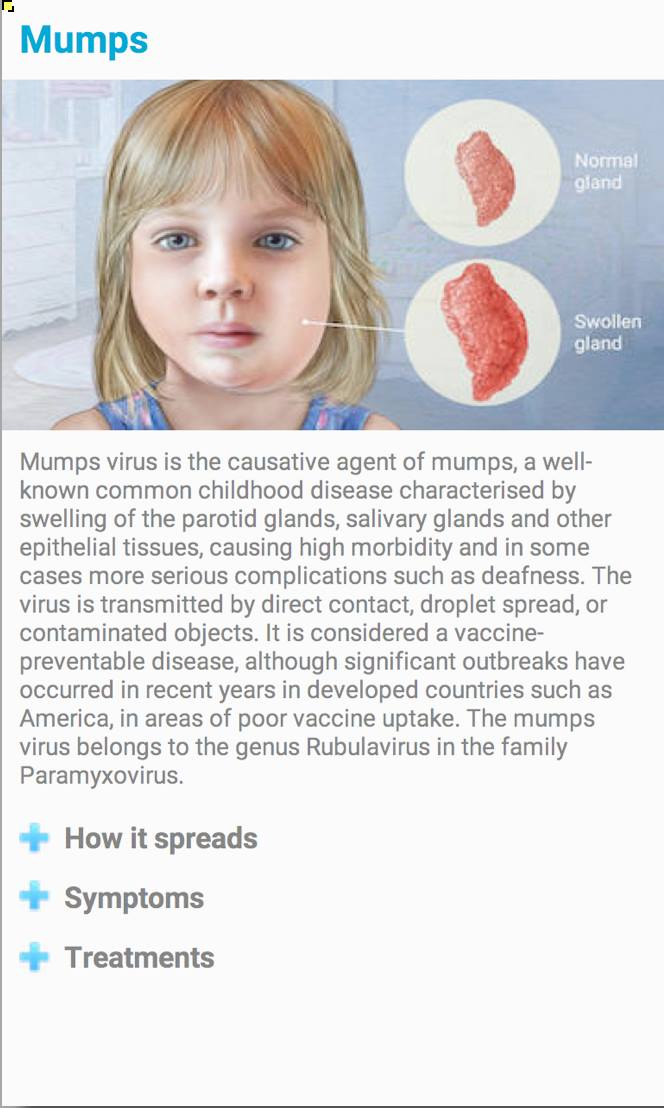 Mumps
Normal
gland
Swollen
gland
Mumps virus is the causative agent of mumps, a well-
known common childhood disease characterised by
swelling of the parotid glands, salivary glands and other
epithelial tissues, causing high morbidity and in some
cases more serious complications such as deafness. The
virus is transmitted by direct contact, droplet spread, or
contaminated objects. It is considered a vaccine-
preventable disease, although significant outbreaks have
occurred in recent years in developed countries such as
America, in areas of poor vaccine uptake. The mumps
virus belongs to the genus Rubulavirus in the family
Paramyxovirus.
How it spreads
Symptoms
Treatments